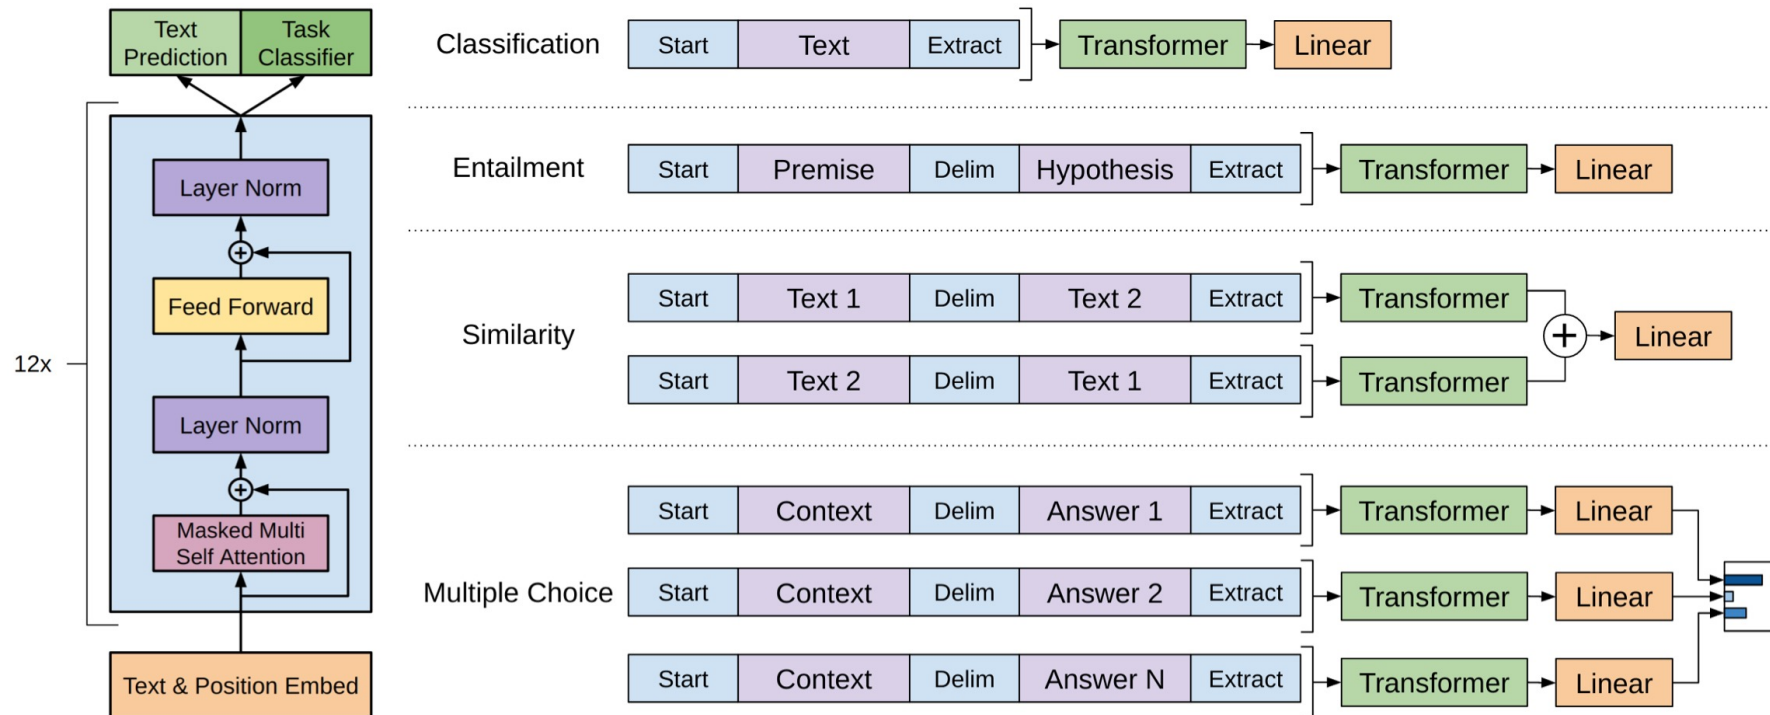 Text
Prediction
Task
Classifier
12x
Layer Norm
+
Feed Forward
Layer Norm
+
Masked Multi
Self Attention
Text & Position Embed
Classification
Start Text Extract Transformer Linear
Entailment
Start Premise Delim Hypothesis Extract Transformer Linear
Similarity
Start Text 1 Delim Text 2 Extract Transformer
+ Linear
Start Text 2 Delim Text 1 Extract Transformer
Multiple Choice
Start Context Delim Answer 1 Extract Transformer Linear
Start Context Delim Answer 2 Extract Transformer Linear
Start Context Delim Answer N Extract Transformer Linear